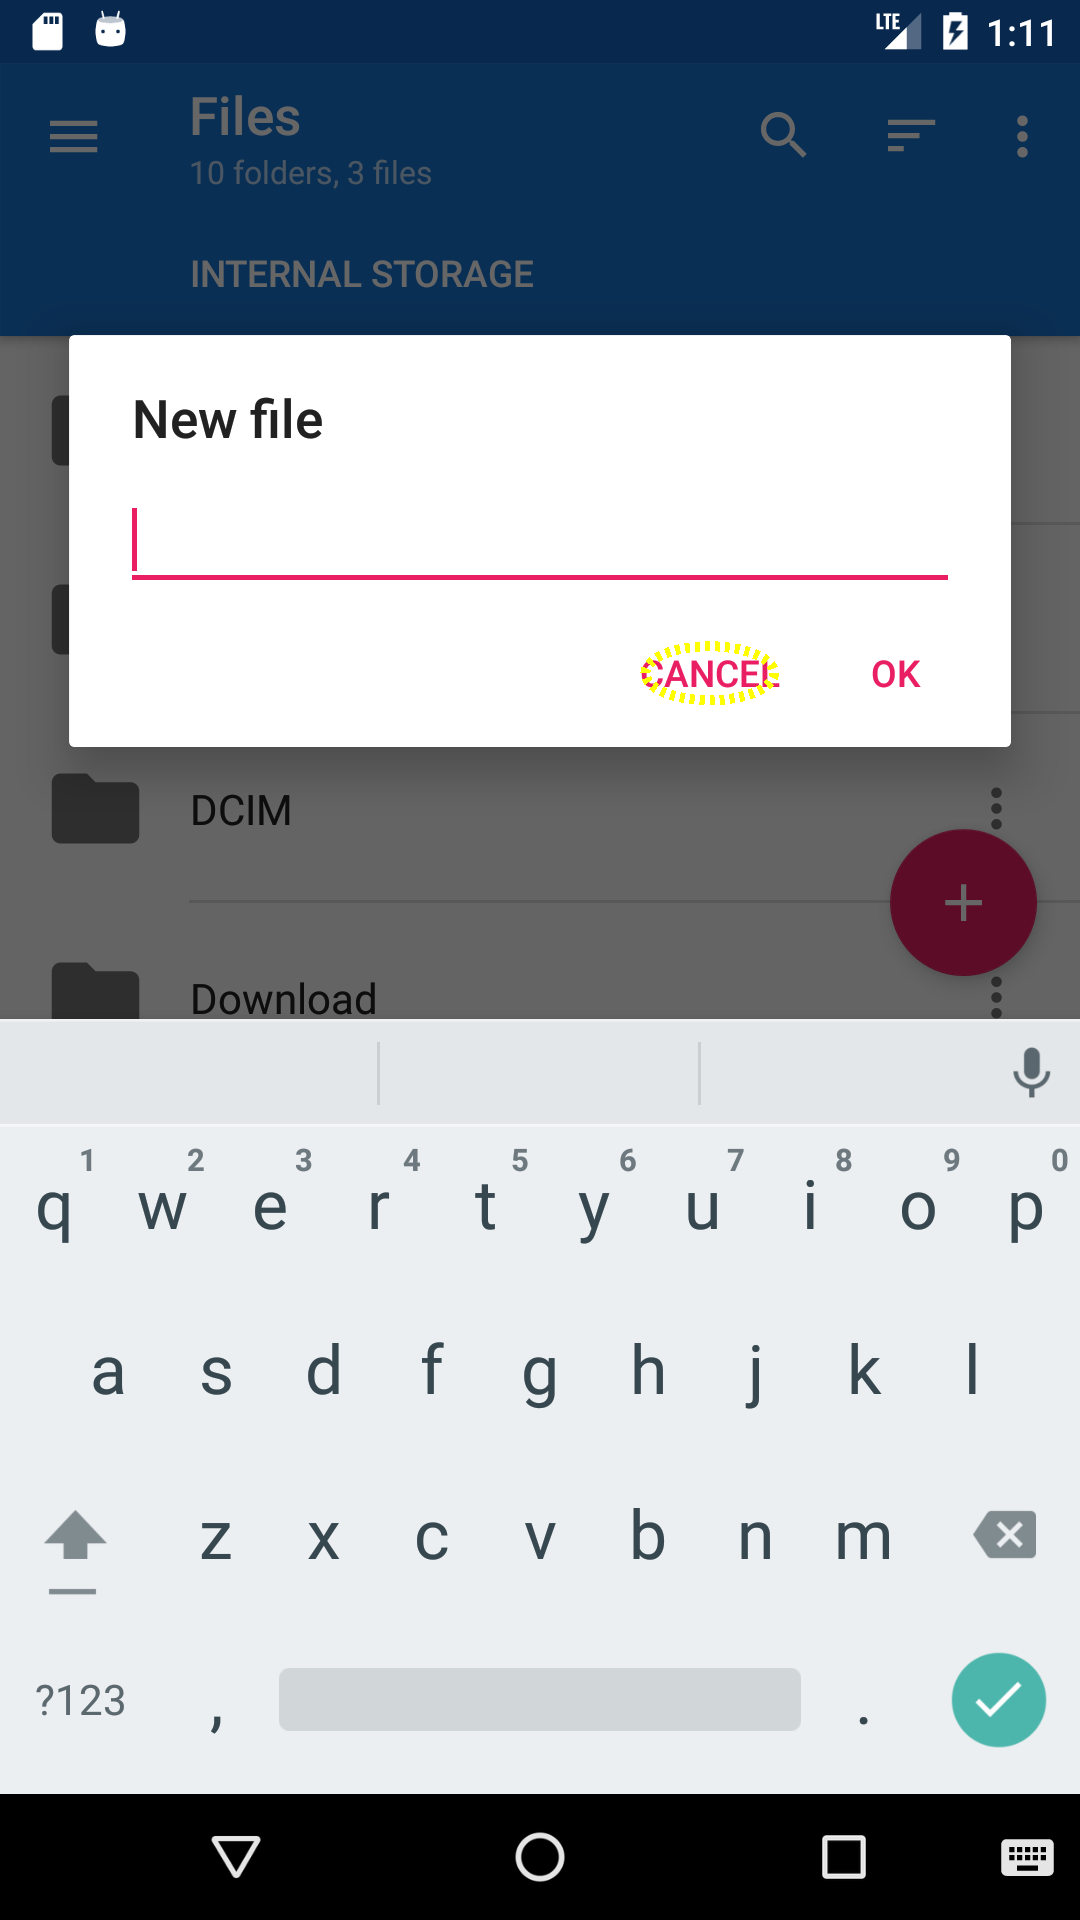 LTE 1:11
Files
10 folders, 3 files
INTERNAL STORAGE
New file
CANCEL OK
DCIM
Download
1 2 3 4 5 6 7 8 9 0
q w e r t y u i o p
a s d f g h j k l
z x c v b n m
?123 , .